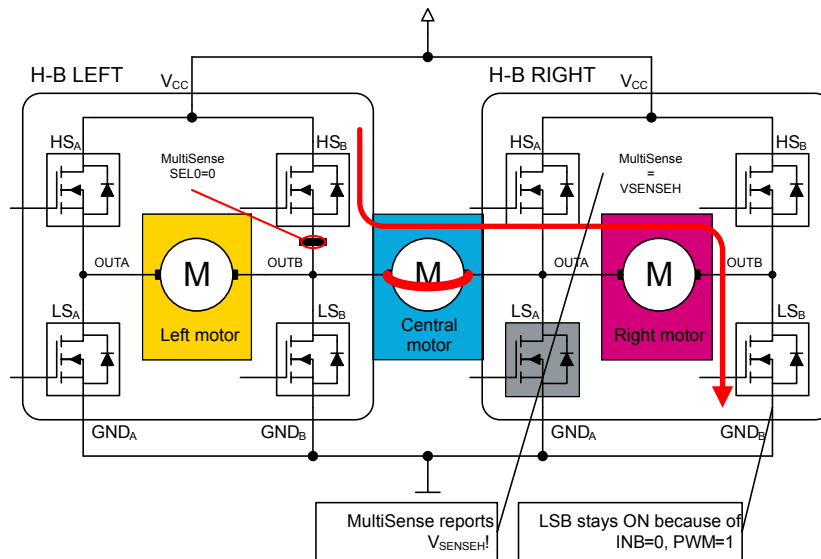 H-B LEFT
H-B RIGHT
VCC
VCC
HSA
HSB
HSA
HSB
MultiSense
SEL0=0
MultiSense
=
VSENSEH
M
M
M
OUTA
OUTB
OUTA
OUTB
LSA
LSB
LSA
LSB
Left motor
Central
motor
Right motor
GNDA
GNDB
GNDA
GNDB
MultiSense reports
VSENSEH!
LSB stays ON because of
INB=0, PWM=1